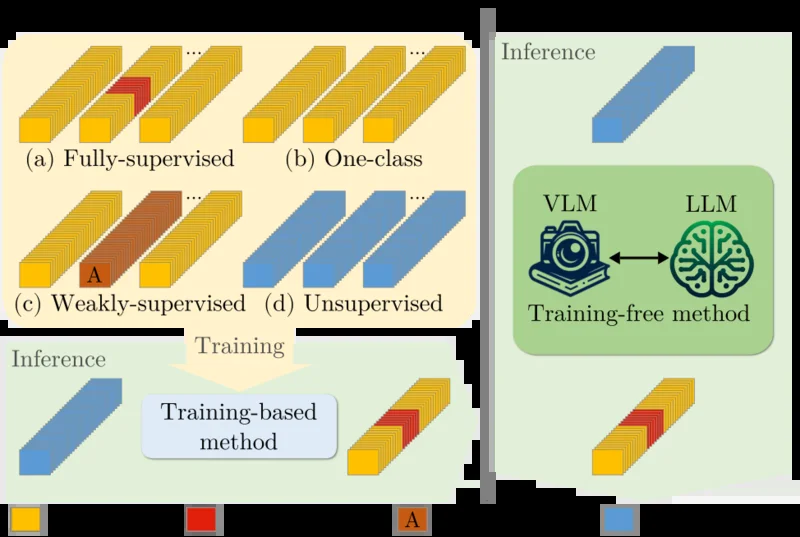 ...
...
(a) Fully-supervised
(b) One-class
...
...
A
(c) Weakly-supervised
(d) Unsupervised
Training
Inference
Training-based
method
Inference
VLM
LLM
Training-free method
A